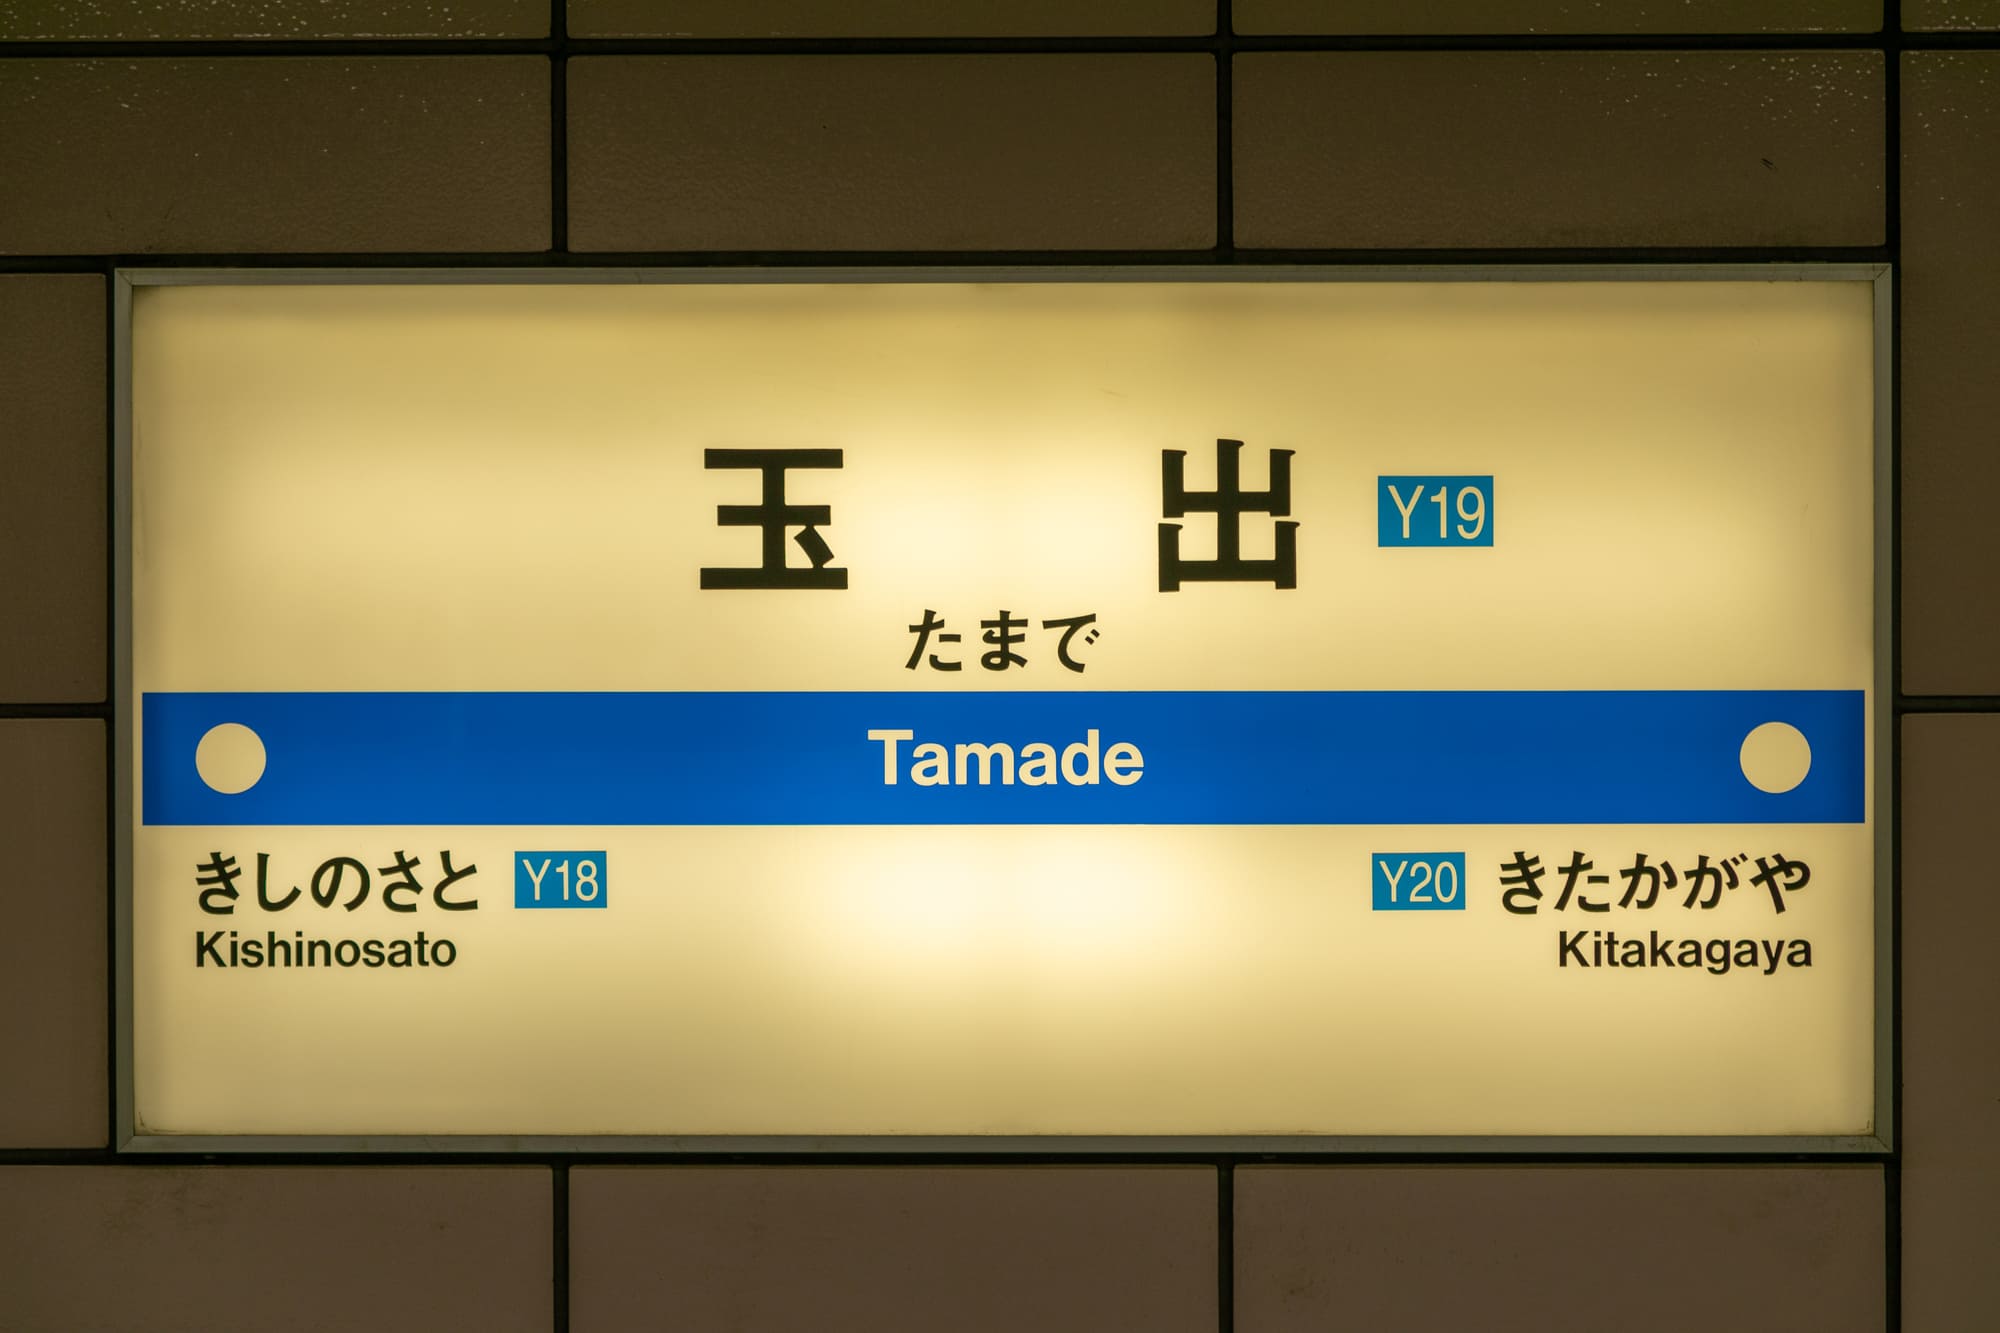 玉出 Y19
たまで
Tamade
きしのさと Y18
Kishinosato
Y20 きたかがや
Kitakagaya